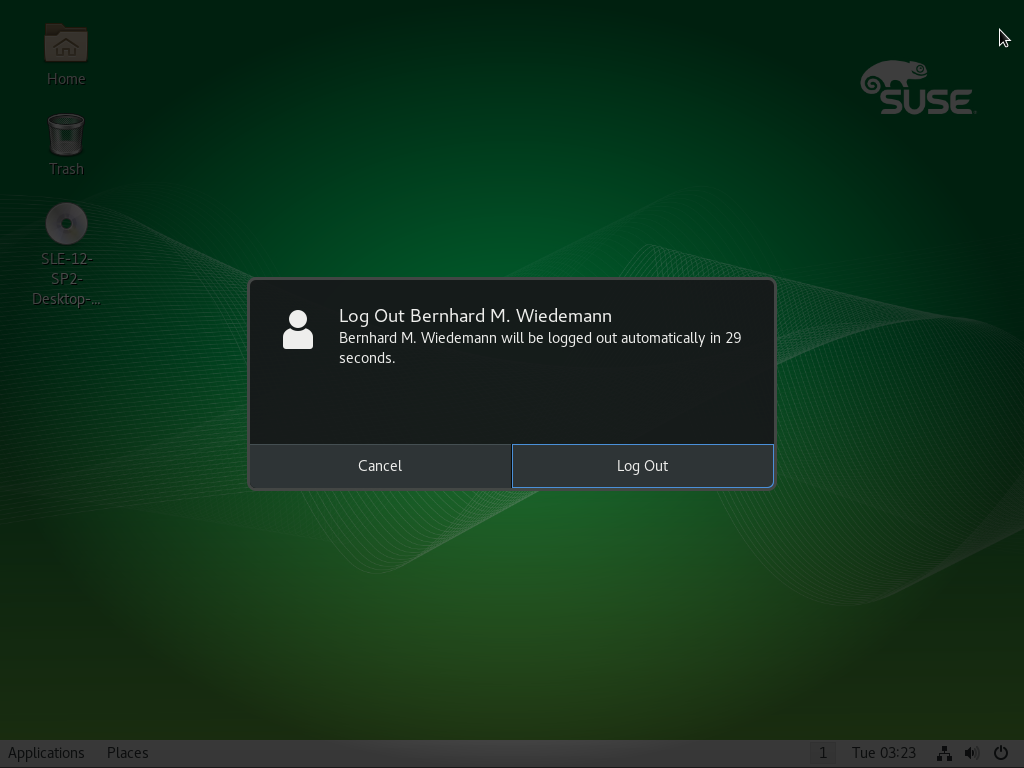 Home
Trash
SLE-12-
SP2-
Desktop-...
SUSE
Log Out Bernhard M. Wiedemann
Bernhard M. Wiedemann will be logged out automatically in 29
seconds.
Cancel
Log Out
Applications
Places
1
Tue 03:23